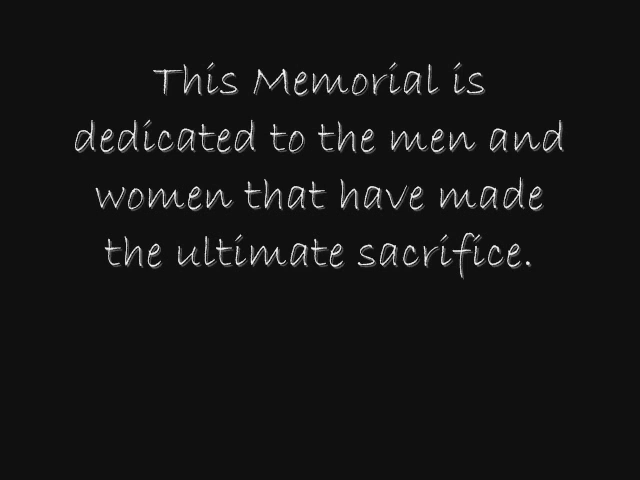 This Memorial is
dedicated to the men and
women that have made
the ultimate sacrifice.